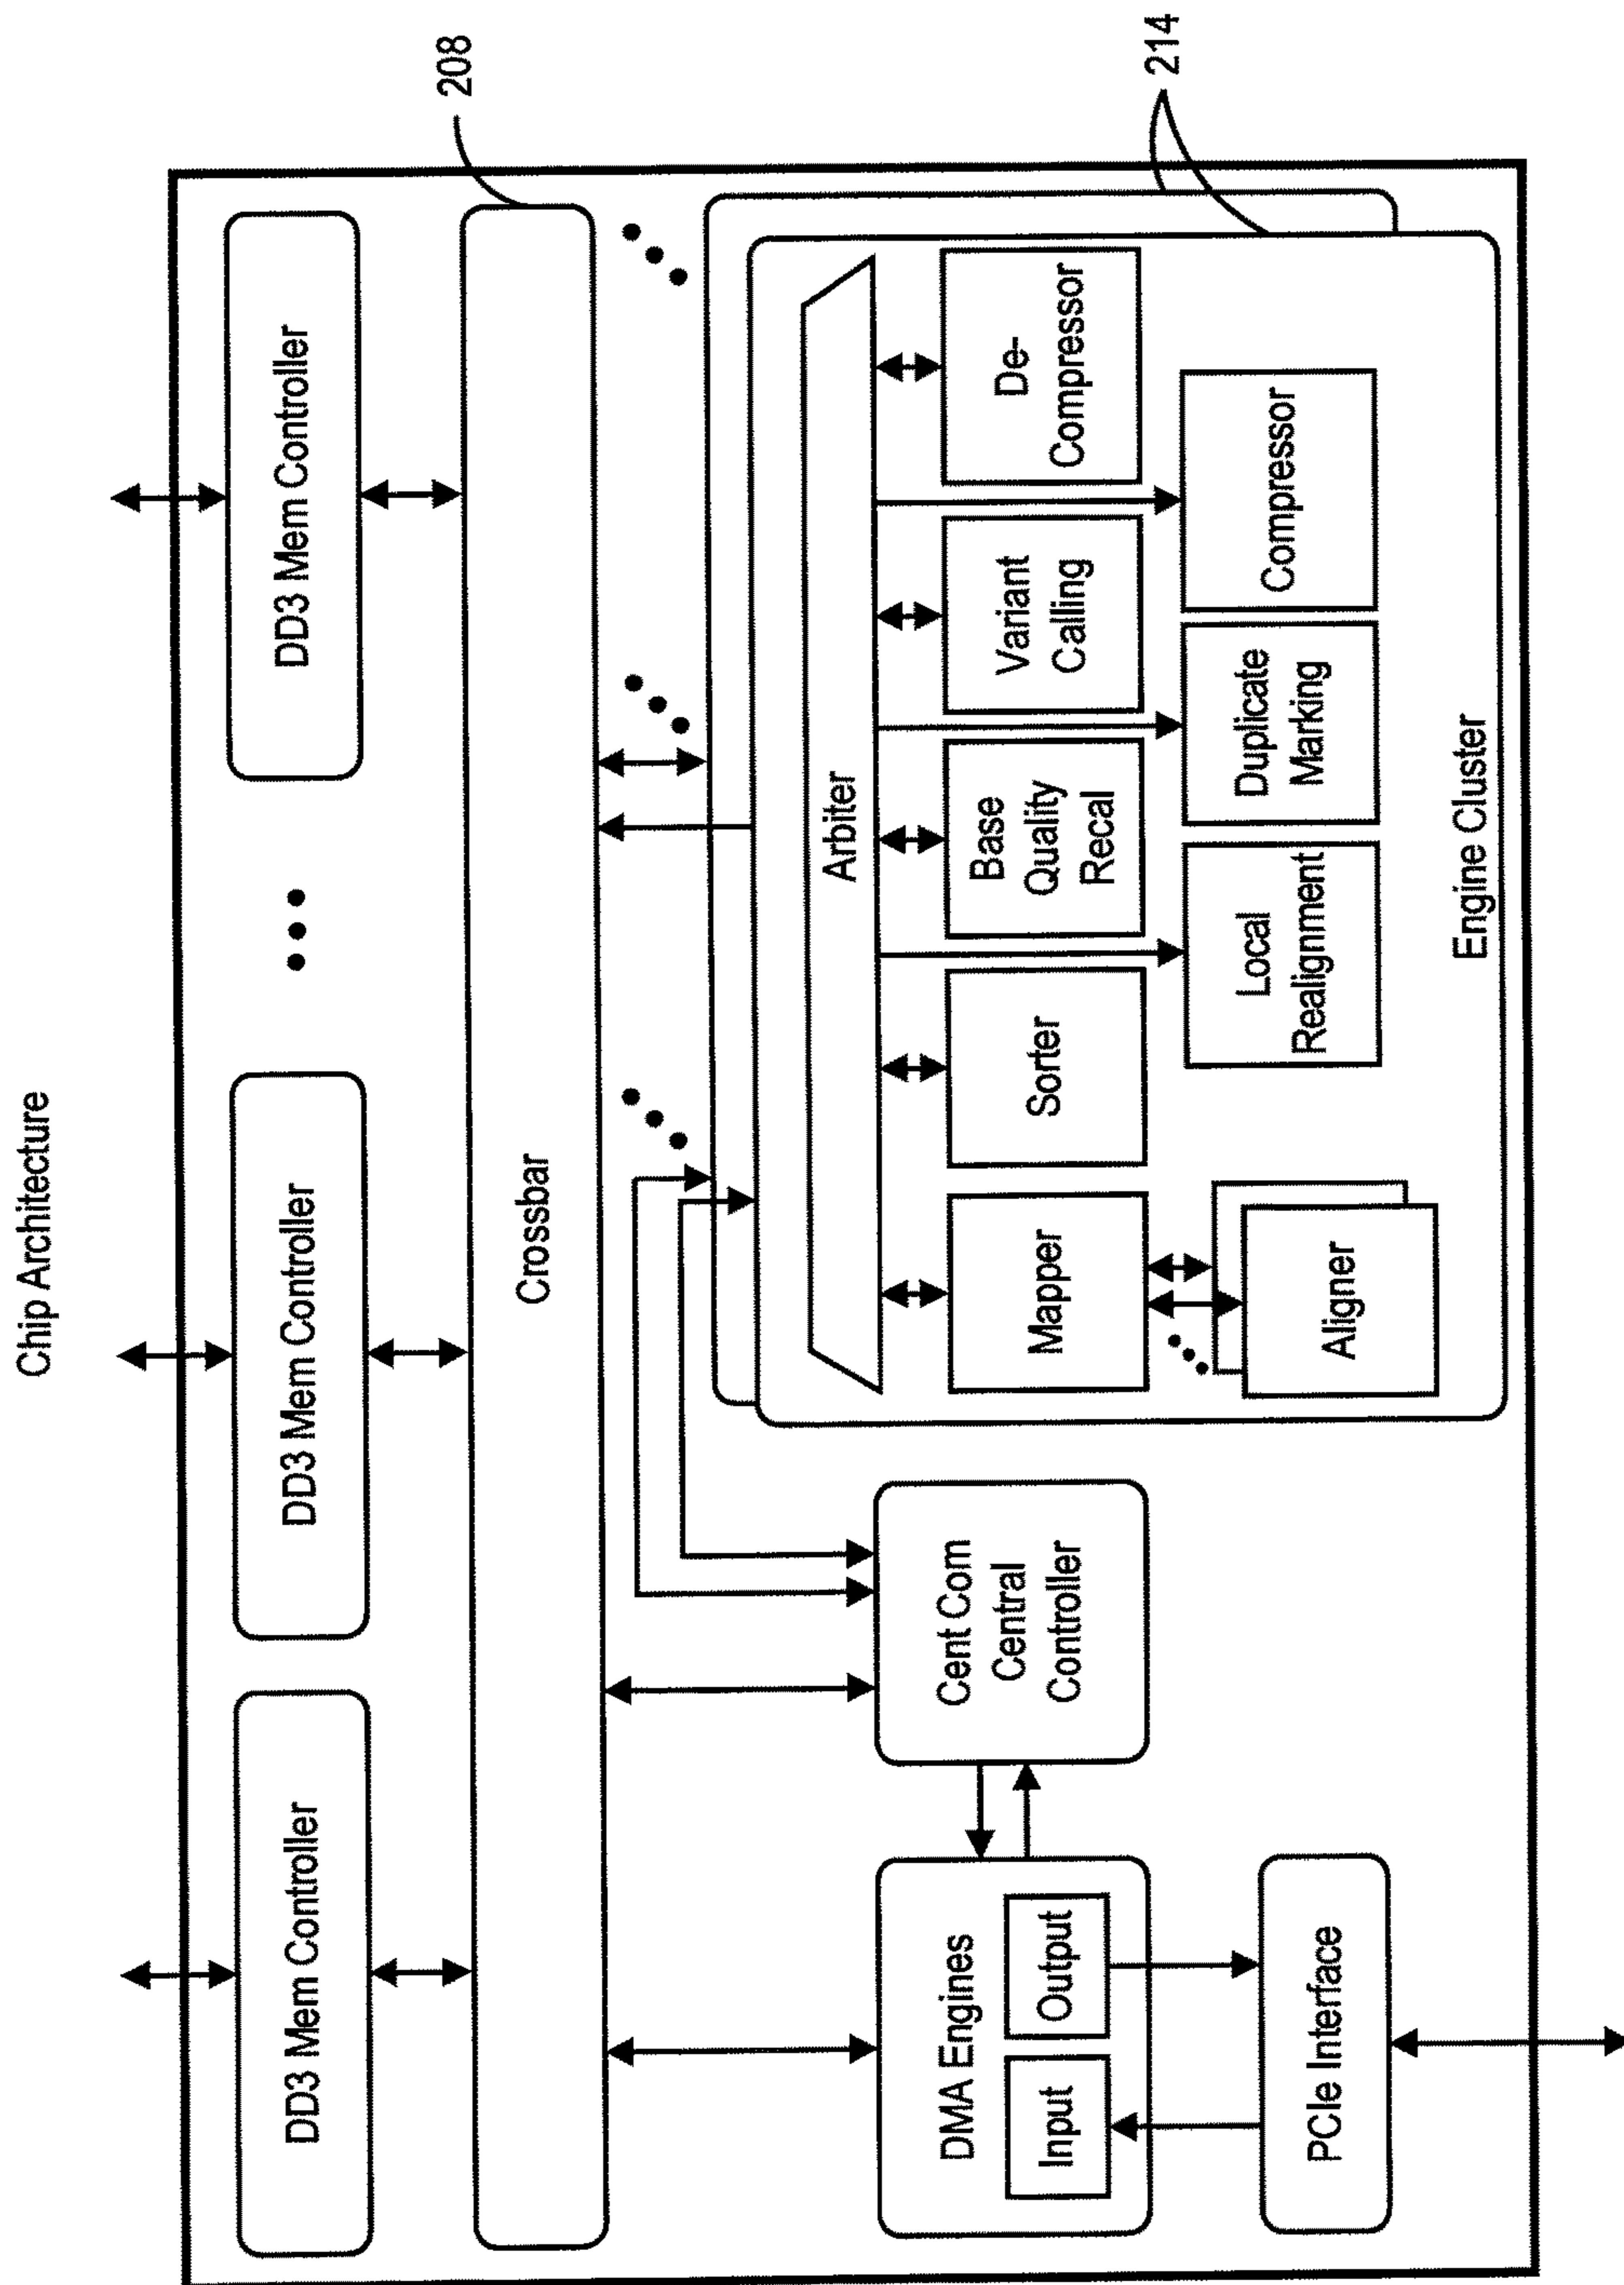 Chip Architecture
DD3 Mem Controller
DD3 Mem Controller
DD3 Mem Controller
208
Crossbar
214
Arbiter
Mapper
Sorter
Base
Quality
Recal
Variant
Calling
De-
Compressor
Aligner
Local
Realignment
Duplicate
Marking
Compressor
Engine Cluster
Cent Com
Central
Controller
DMA Engines
Input
Output
PCIe Interface